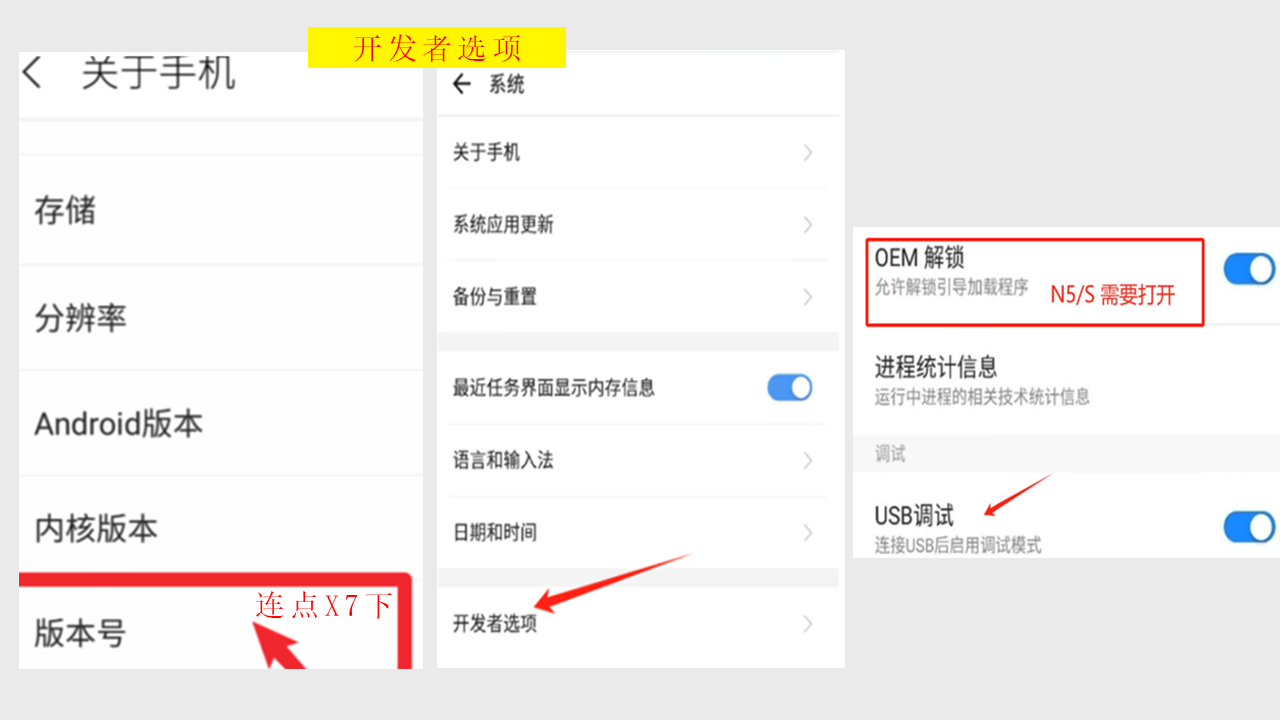 开发者选项
关于手机
存储
分辨率
Android版本
内核版本
连点X7下
版本号
系统
关于手机
系统应用更新
备份与重置
最近任务界面显示内存信息
语言和输入法
日期和时间
开发者选项
OEM 解锁
允许解锁引导加载程序
N5/S 需要打开
进程统计信息
运行中进程的相关技术统计信息
调试
USB调试
连接USB后启用调试模式